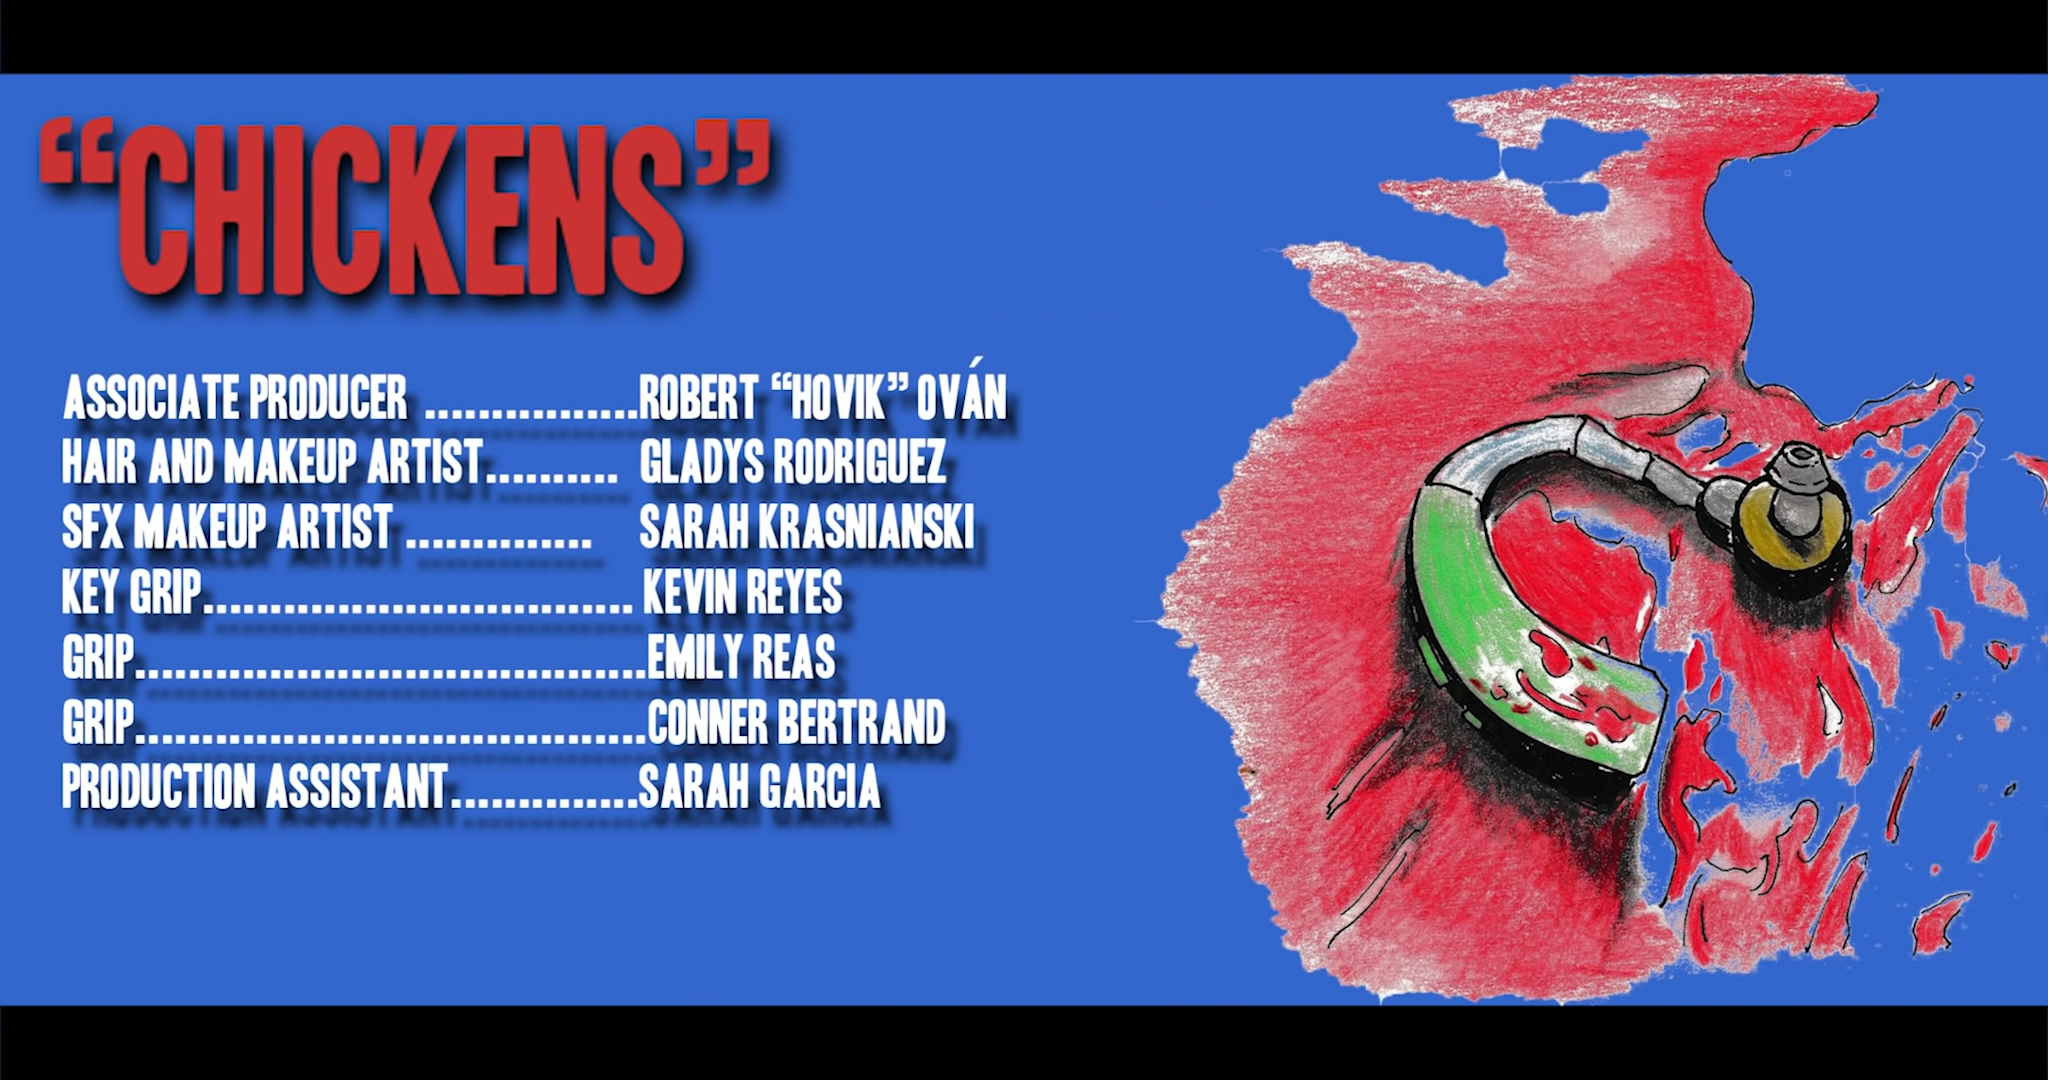 “CHICKENS”
ASSOCIATE PRODUCER ................ROBERT “HOVIK” OVÁN
HAIR AND MAKEUP ARTIST.......... GLADYS RODRIGUEZ
SFX MAKEUP ARTIST .............. SARAH KRASNIANSKI
KEY GRIP................................ KEVIN REYES
GRIP......................................EMILY REAS
GRIP......................................CONNER BERTRAND
PRODUCTION ASSISTANT..............SARAH GARCIA